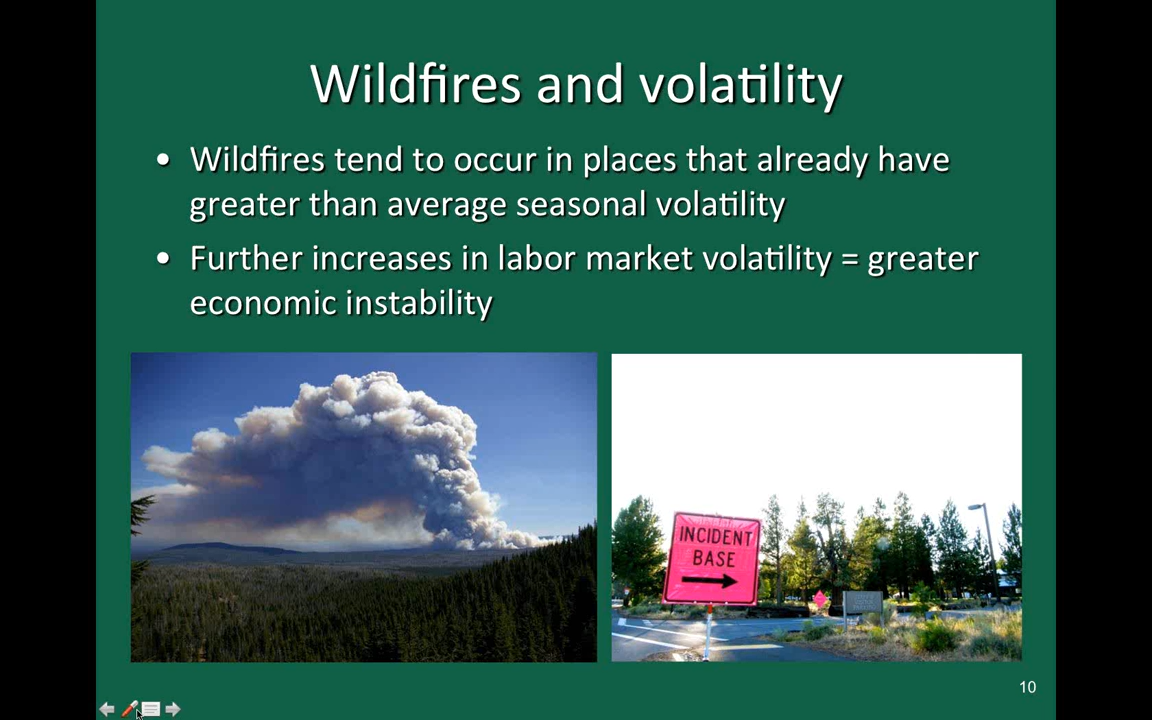 Wildfires and volatility
• Wildfires tend to occur in places that already have
greater than average seasonal volatility
• Further increases in labor market volatility = greater
economic instability
INCIDENT
BASE
10